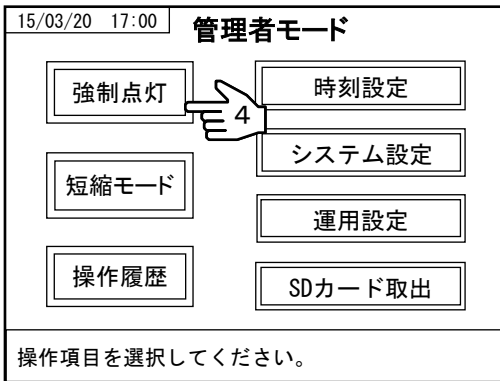 15/03/20 17:00
管理者モード
強制点灯
時刻設定
4
システム設定
短縮モード
運用設定
操作履歴
SDカード取出
操作項目を選択してください。